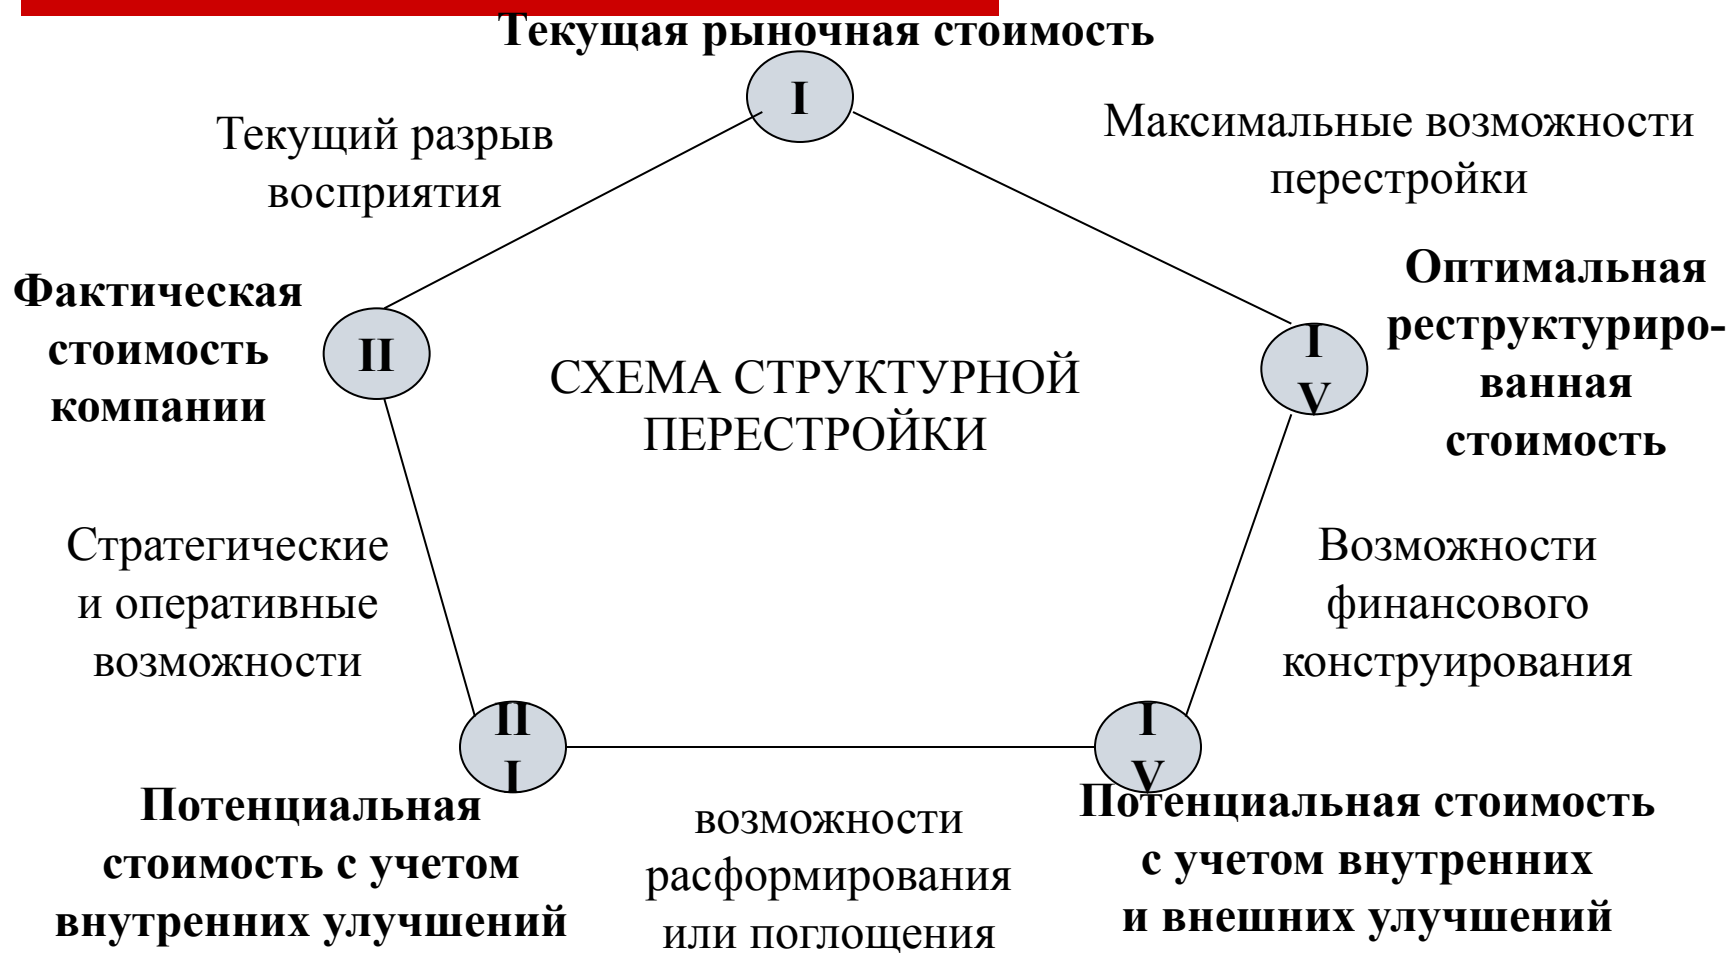 Текущая рыночная стоимость
I
Текущий разрыв
восприятия
Максимальные возможности
перестройки
Фактическая
стоимость
компании
II
СХЕМА СТРУКТУРНОЙ
ПЕРЕСТРОЙКИ
I
V
Оптимальная
реструктуриро-
ванная
стоимость
Стратегические
и оперативные
возможности
Возможности
финансового
конструирования
II
I
Потенциальная
стоимость с учетом
внутренних улучшений
возможности
расформирования
или поглощения
I
V
Потенциальная стоимость
с учетом внутренних
и внешних улучшений